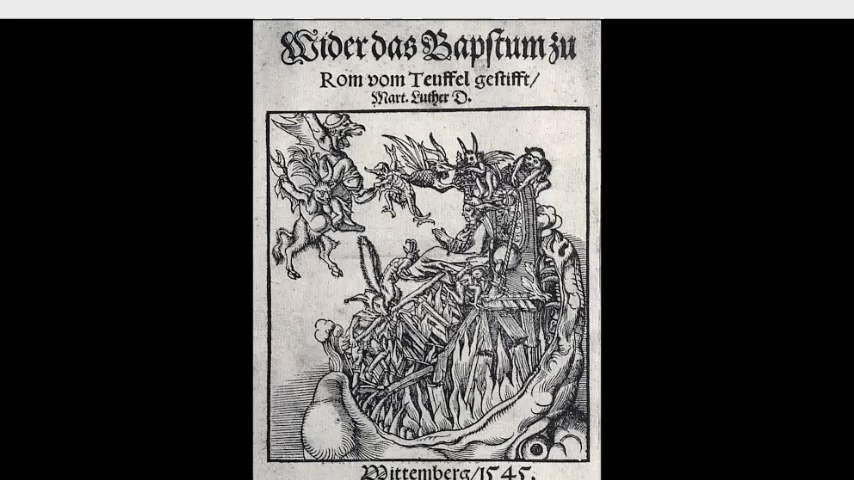 Wider das Bapstum zu
Rom vom Teuffel gestifft/
Mart. Luther D.
Wittemberg/1545.